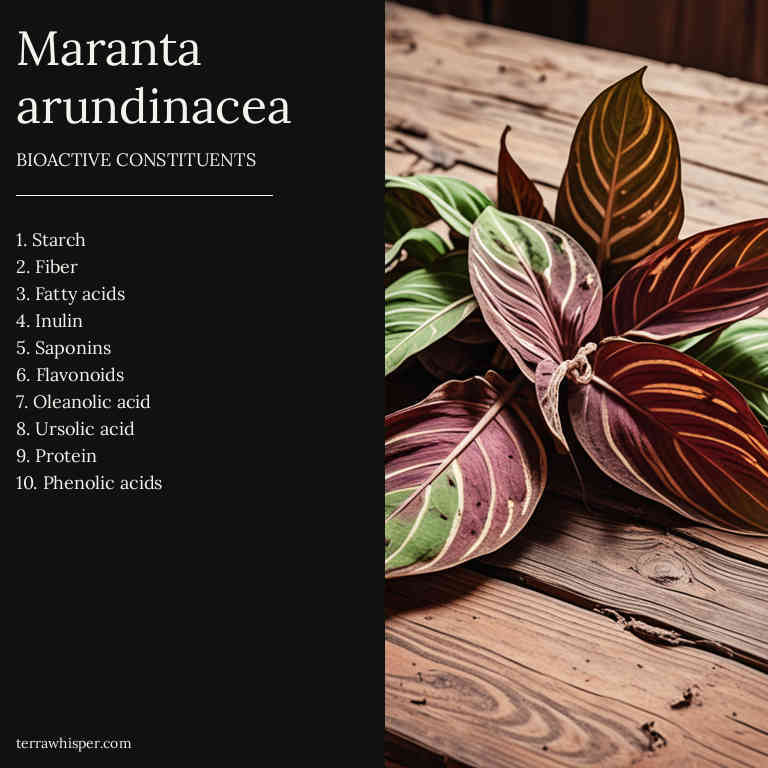 Maranta
arundinacea
BIOACTIVE CONSTITUENTS
1. Starch
2. Fiber
3. Fatty acids
4. Inulin
5. Saponins
6. Flavonoids
7. Oleanolic acid
8. Ursolic acid
9. Protein
10. Phenolic acids
terrawhisper.com